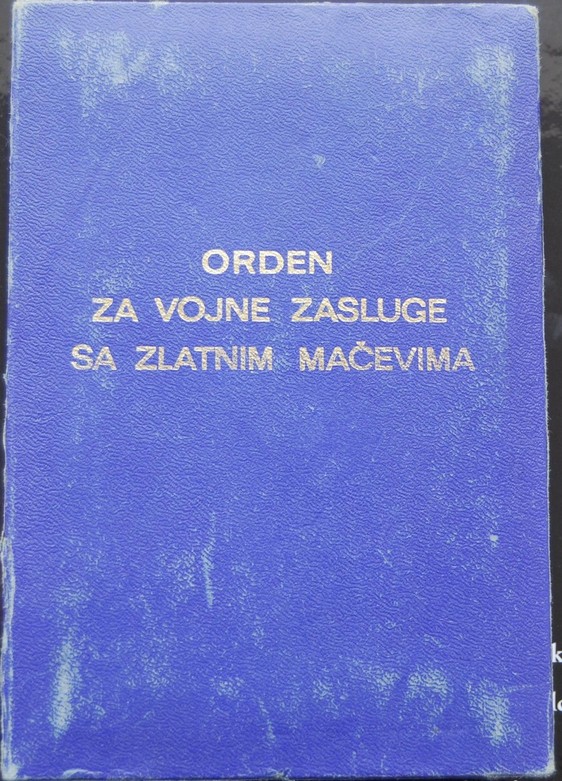 ORDEN
ZA VOJNE ZASLUGE
SA ZLATNIM MAČEVIMA